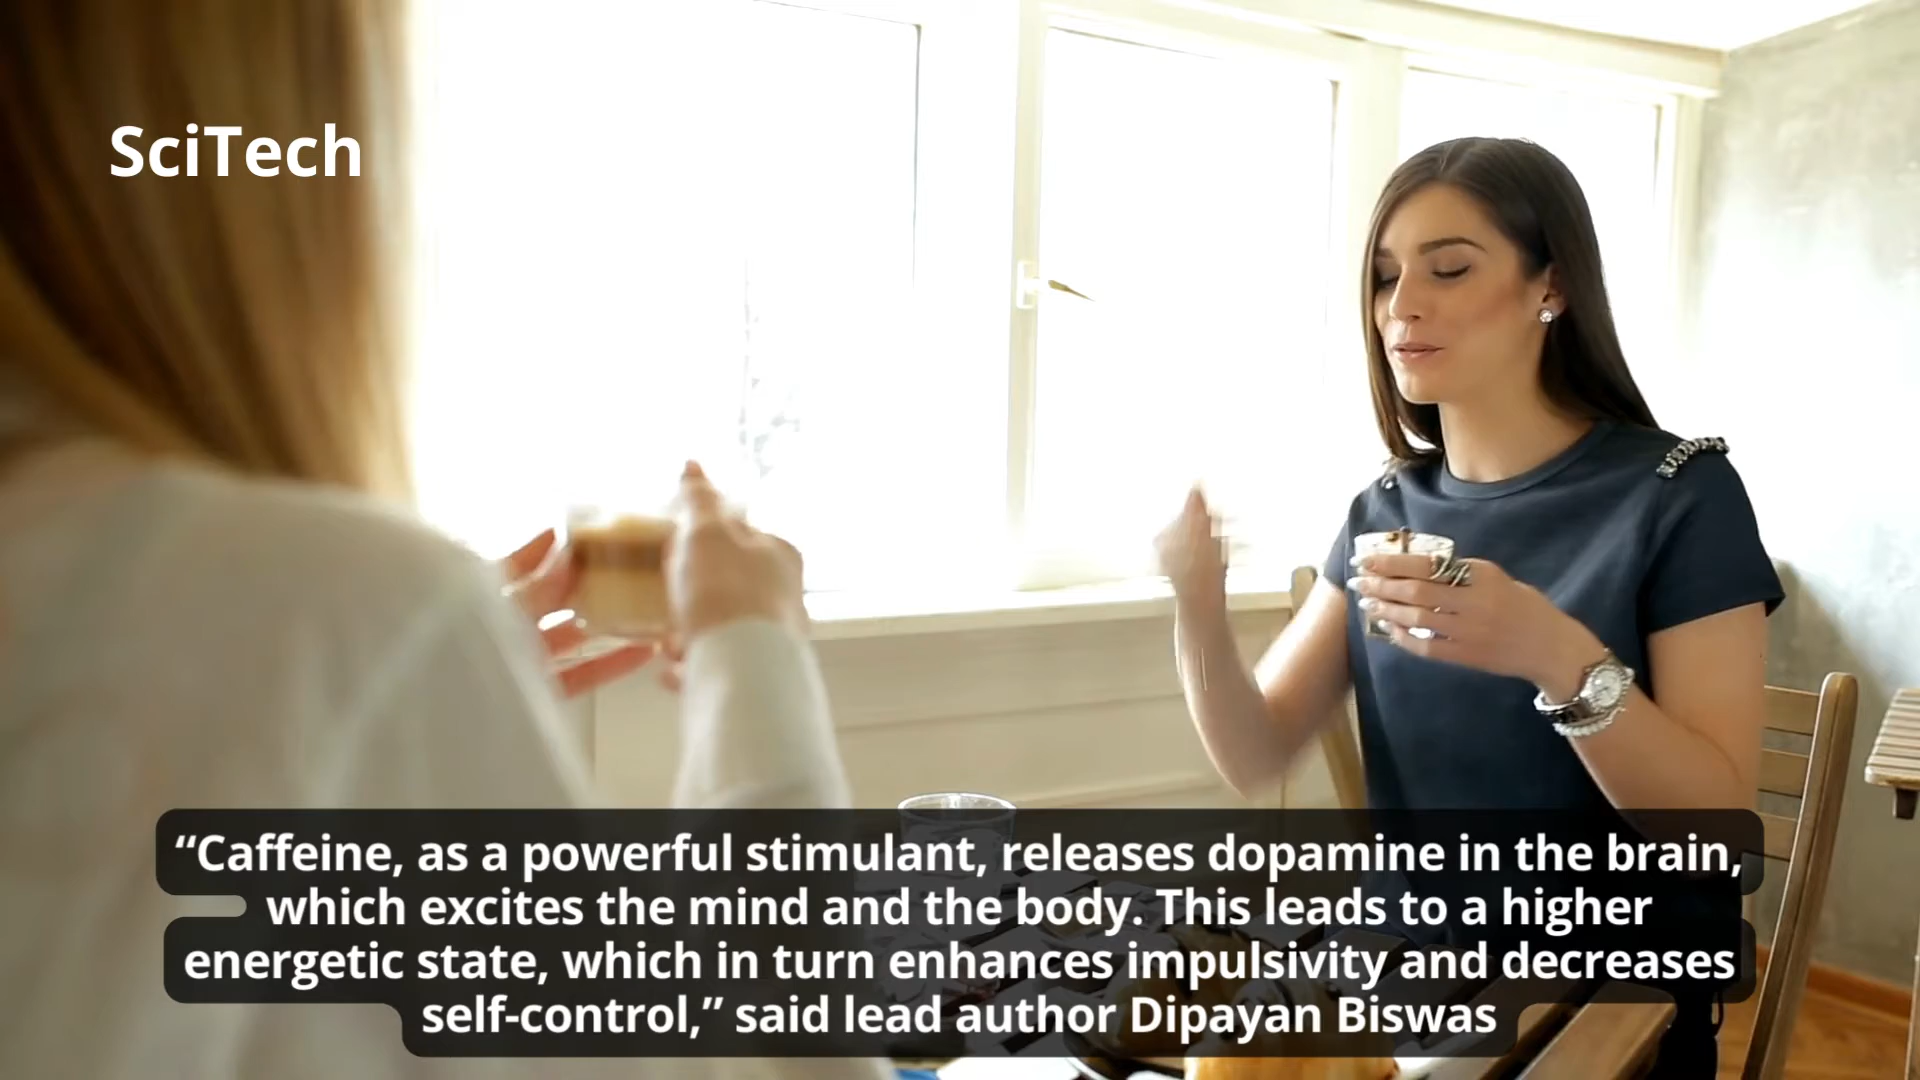 SciTech
“Caffeine, as a powerful stimulant, releases dopamine in the brain,
which excites the mind and the body. This leads to a higher
energetic state, which in turn enhances impulsivity and decreases
self-control,” said lead author Dipayan Biswas